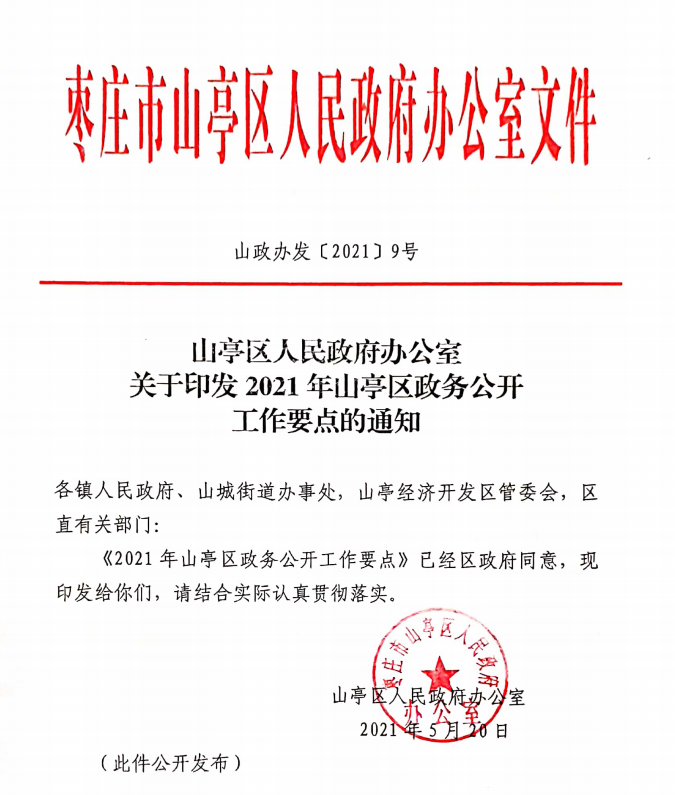 枣庄市山亭区人民政府办公室文件
山政办发〔2021〕9号
山亭区人民政府办公室
关于印发 2021 年山亭区政务公开
工作要点的通知
各镇人民政府、山城街道办事处，山亭经济开发区管委会，区
直有关部门：
《2021 年山亭区政务公开工作要点》已经区政府同意，现
印发给你们，请结合实际认真贯彻落实。
枣庄市山亭区人民政府
办公室
山亭区人民政府办公室
2021 年 5 月 20 日
（此件公开发布）